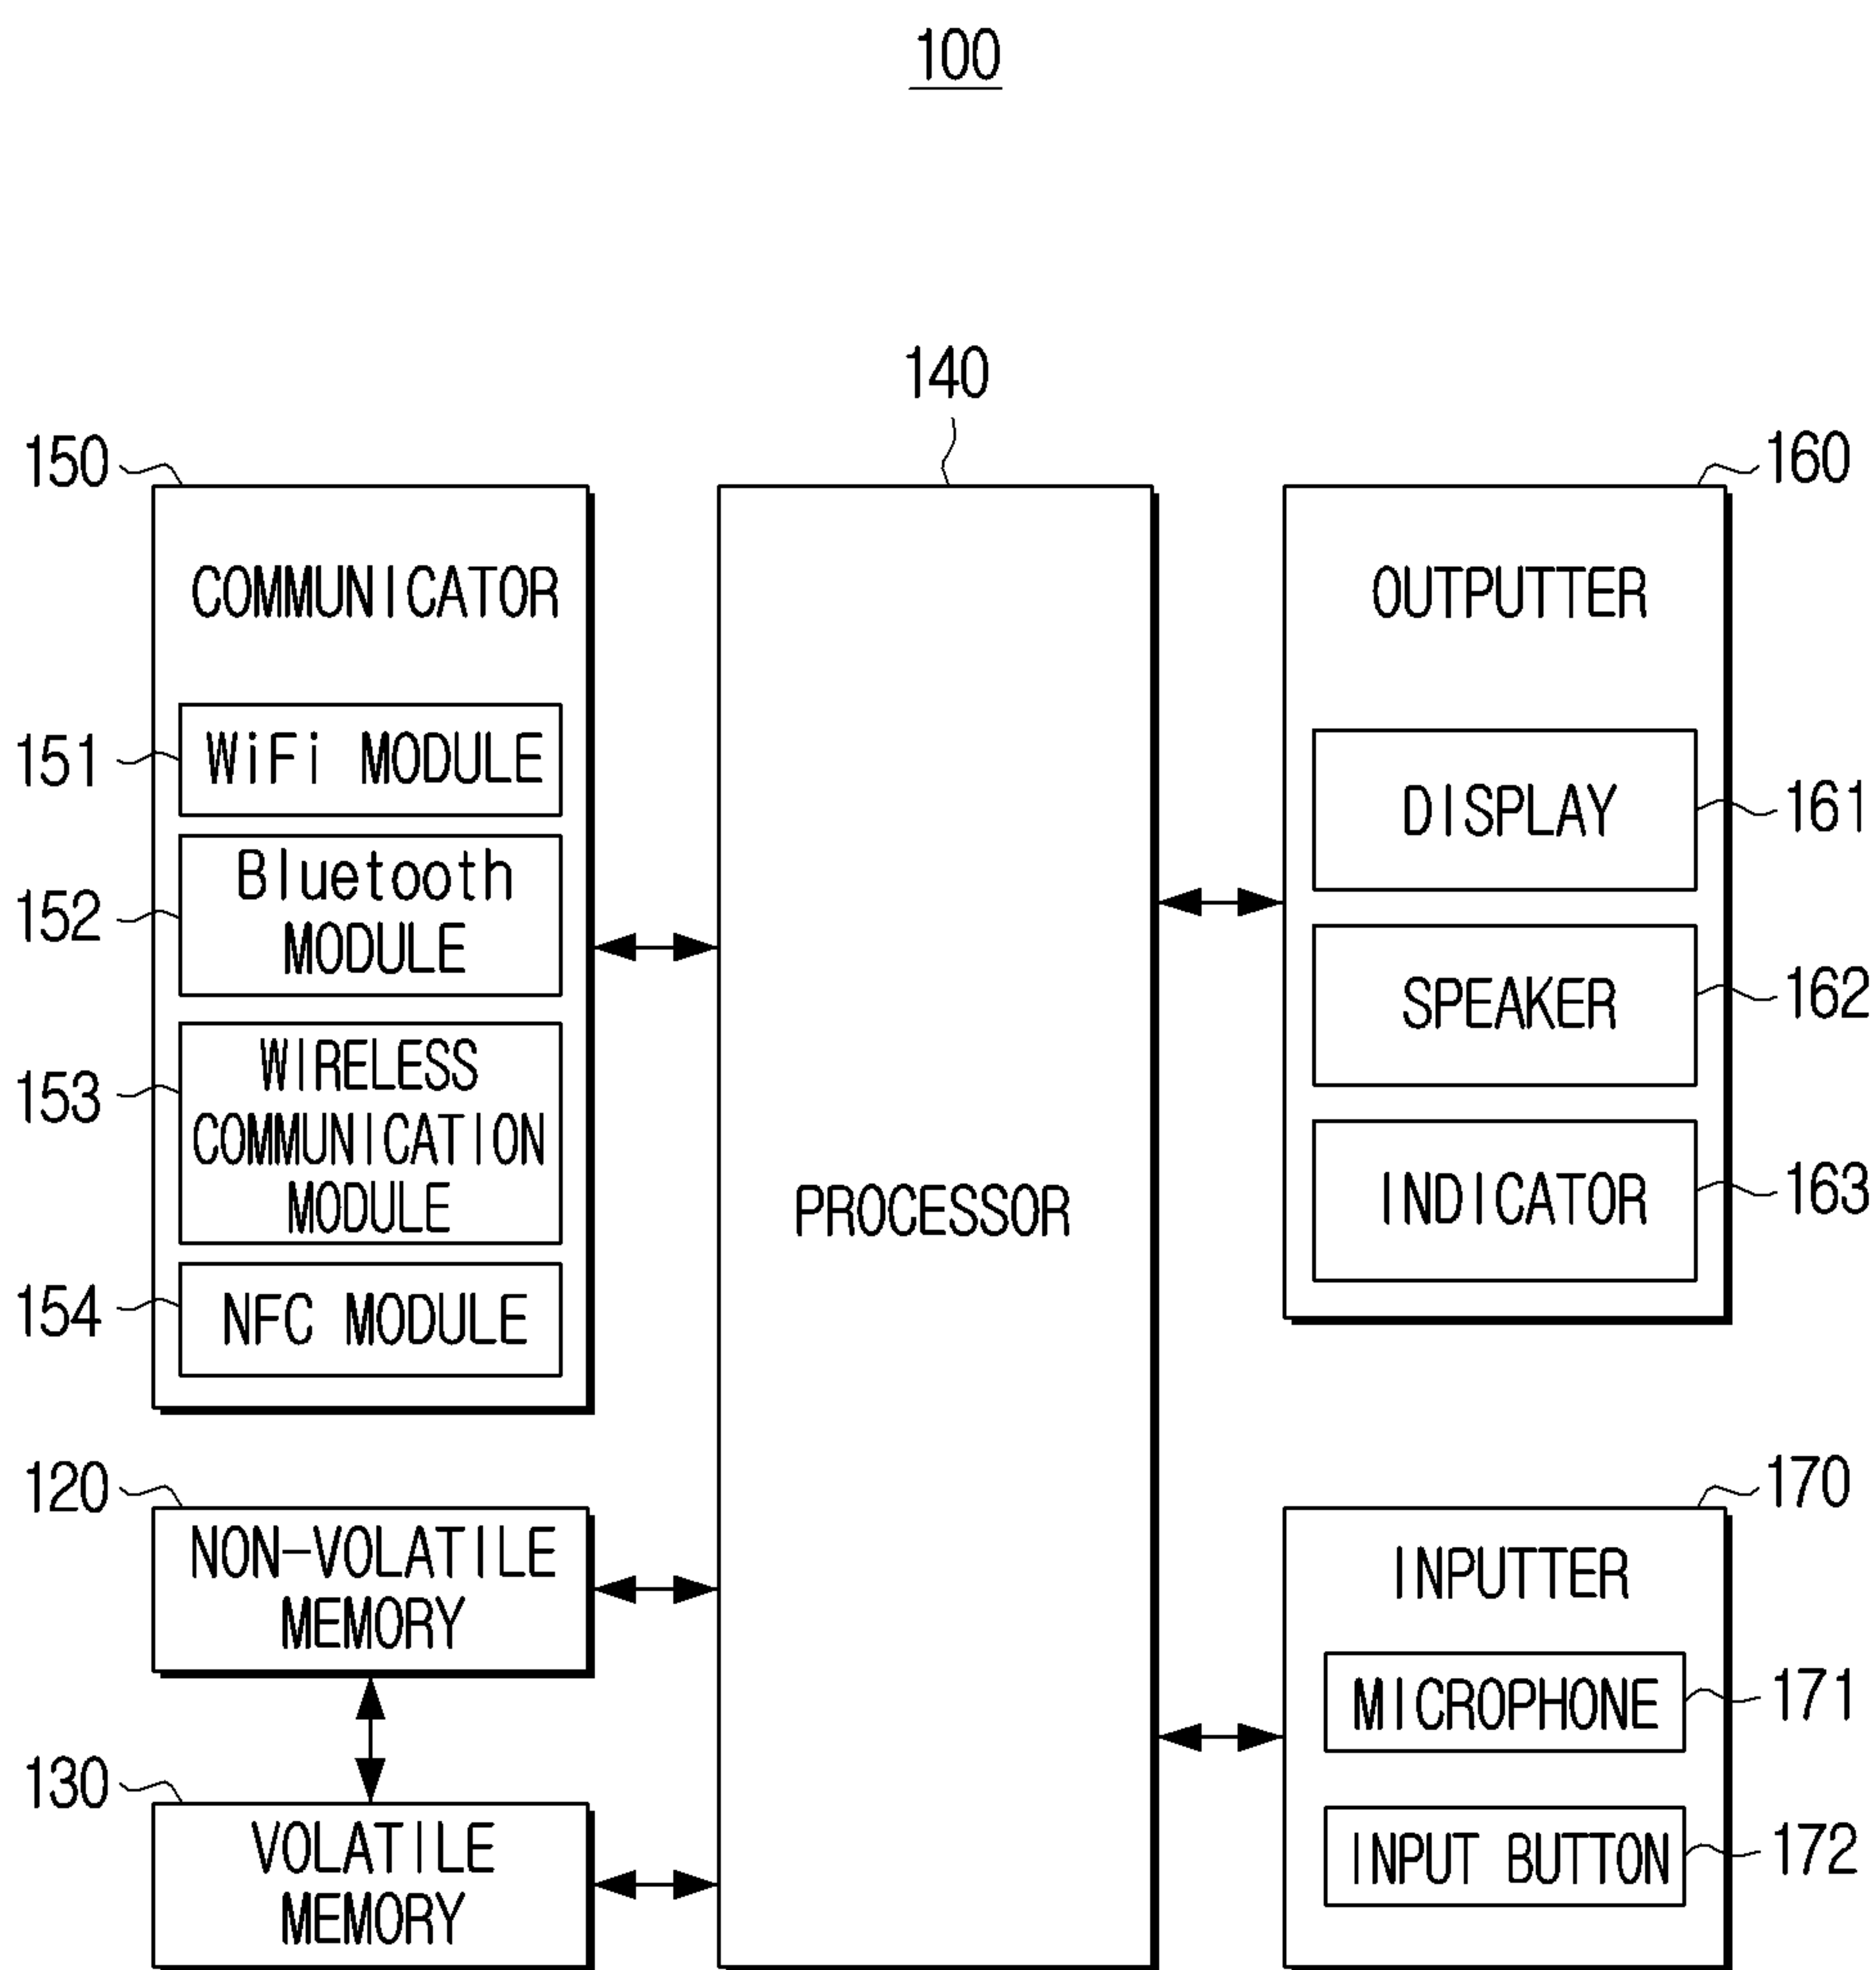 100
140
150
COMMUNICATOR
151
WiFi MODULE
152
Bluetooth
MODULE
153
WIRELESS
COMMUNICATION
MODULE
154
NFC MODULE
120
NON-VOLATILE
MEMORY
130
VOLATILE
MEMORY
PROCESSOR
160
OUTPUTTER
DISPLAY
161
SPEAKER
162
INDICATOR
163
170
INPUTTER
MICROPHONE
171
INPUT BUTTON
172